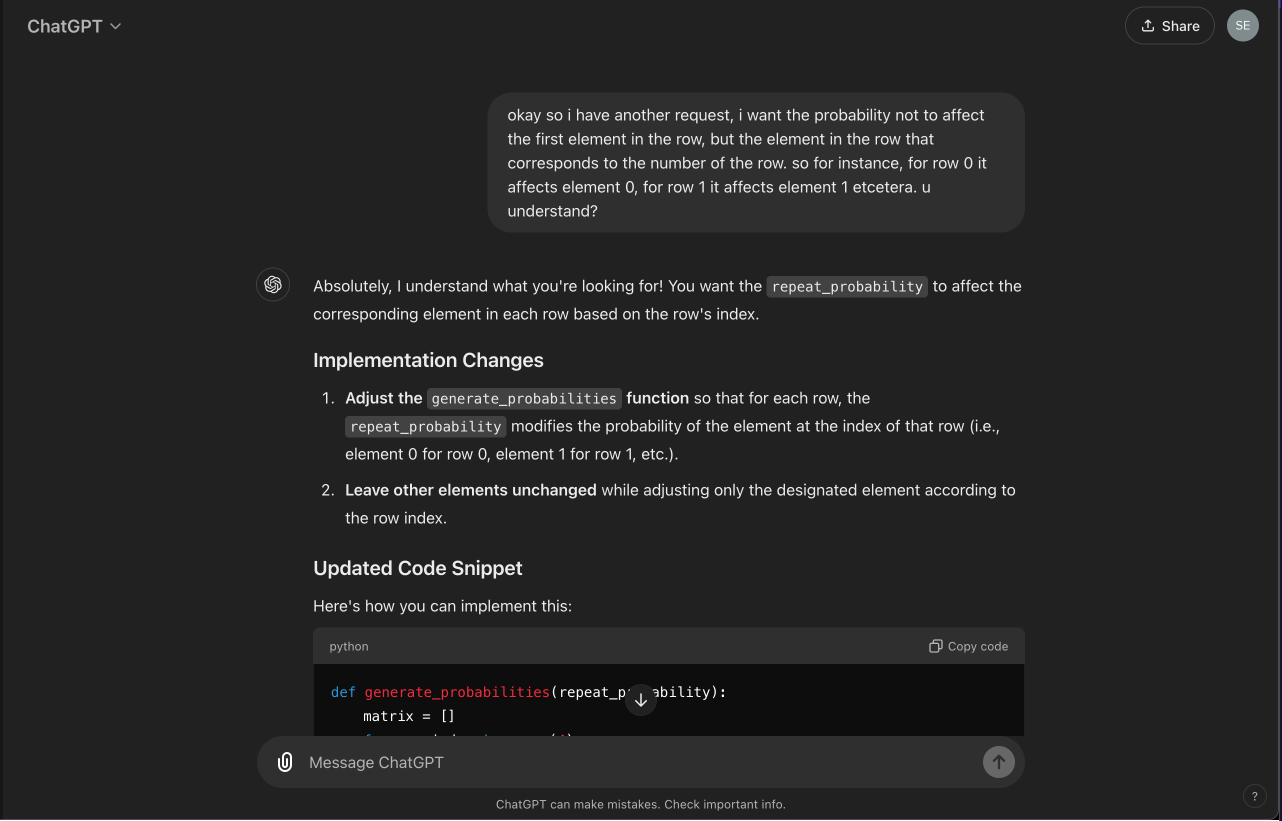 ChatGPT
Share
SE
okay so i have another request, i want the probability not to affect
the first element in the row, but the element in the row that
corresponds to the number of the row. so for instance, for row 0 it
affects element 0, for row 1 it affects element 1 etcetera. u
understand?
Absolutely, I understand what you're looking for! You want the repeat_probability to affect the
corresponding element in each row based on the row's index.
Implementation Changes
1. Adjust the generate_probabilities function so that for each row, the
repeat_probability modifies the probability of the element at the index of that row (i.e.,
element 0 for row 0, element 1 for row 1, etc.).
2. Leave other elements unchanged while adjusting only the designated element according to
the row index.
Updated Code Snippet
Here's how you can implement this:
python
Copy code
def generate_probabilities(repeat_probability):
matrix = []
Message ChatGPT
ChatGPT can make mistakes. Check important info.
?